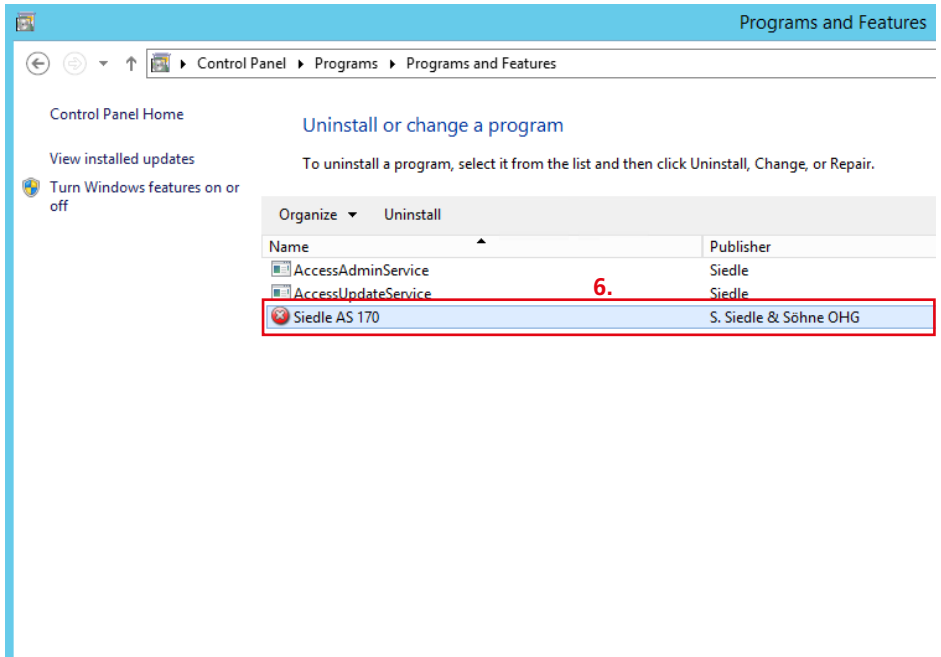 Programs and Features
Control Panel Programs Programs and Features
Control Panel Home
View installed updates
Turn Windows features on or
off
Uninstall or change a program
To uninstall a program, select it from the list and then click Uninstall, Change, or Repair.
Organize Uninstall
Name Publisher
AccessAdminService Siedle
AccessUpdateService 6. Siedle
Siedle AS 170 S. Siedle & Söhne OHG